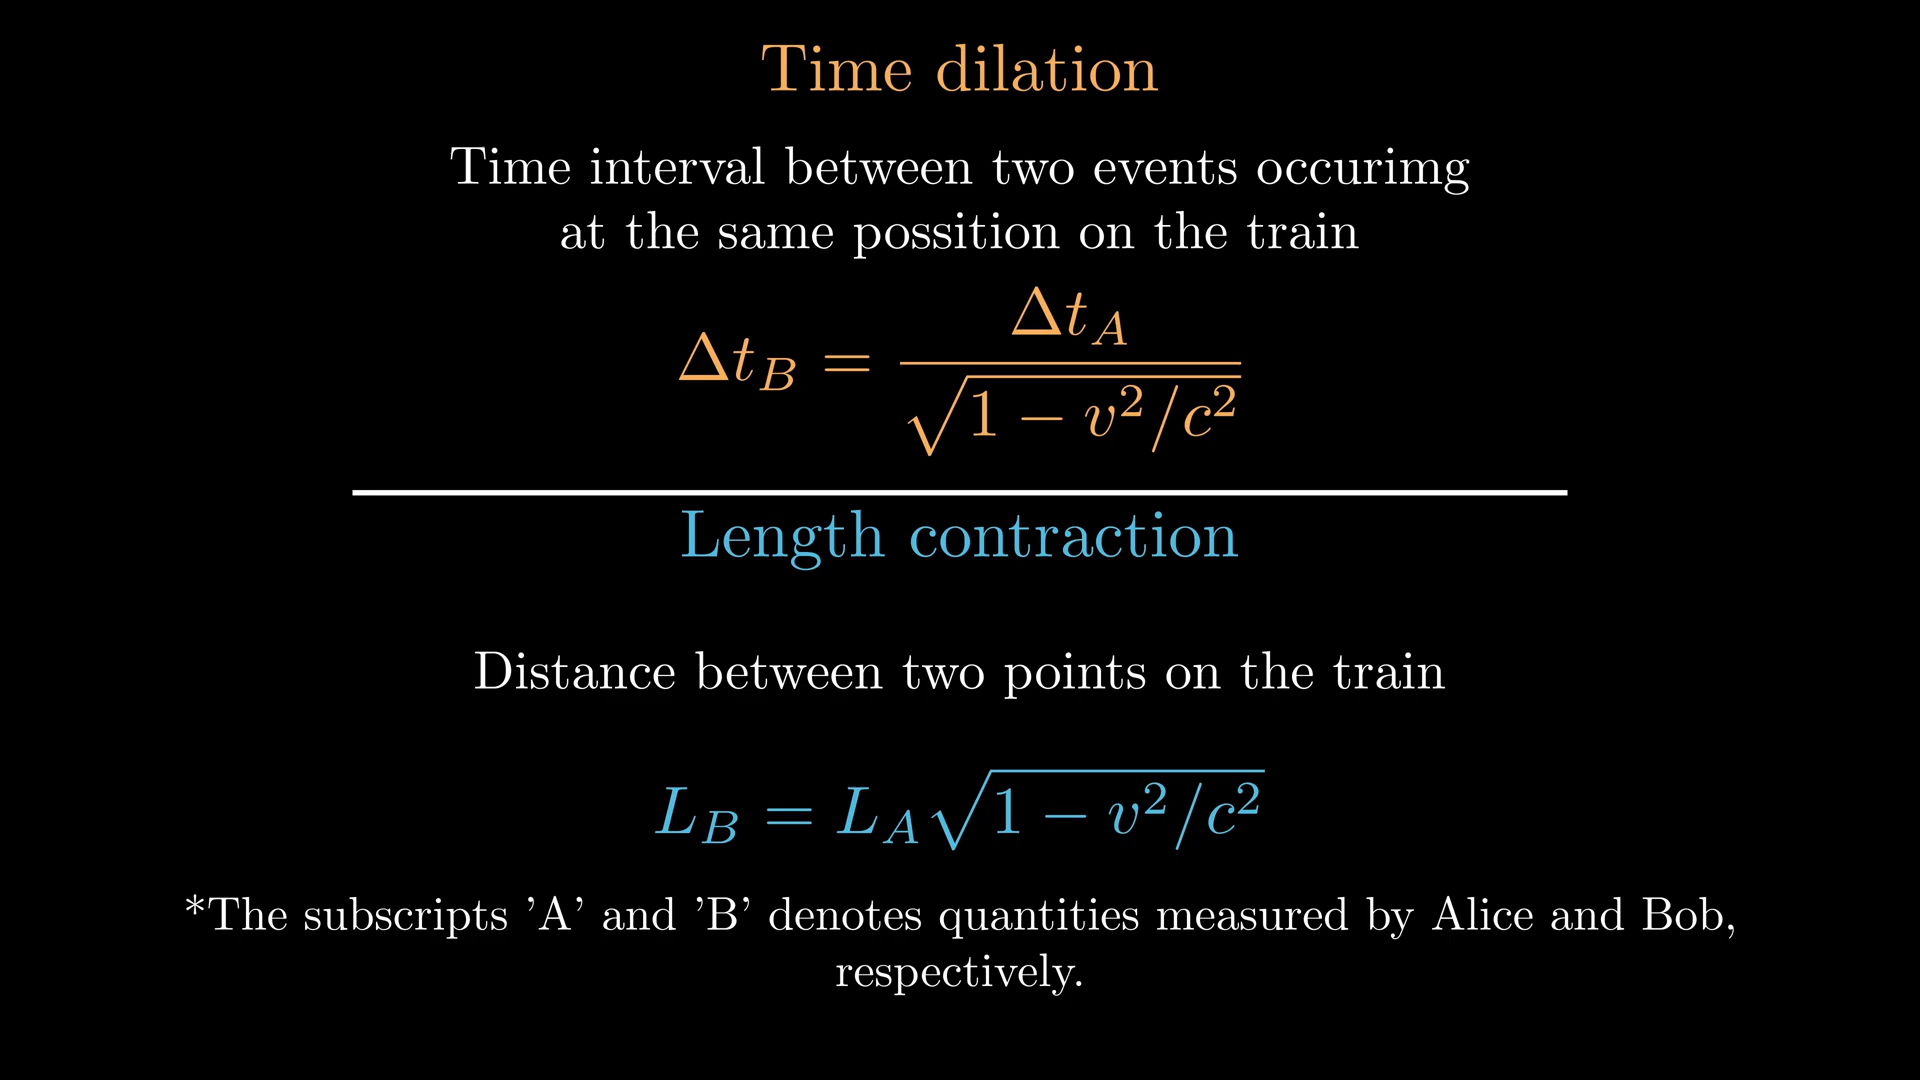 Time dilation
Time interval between two events occurimg
at the same possition on the train
Δt_B = Δt_A / √(1 − v²/c²)
Length contraction
Distance between two points on the train
L_B = L_A √(1 − v²/c²)
*The subscripts ’A’ and ’B’ denotes quantities measured by Alice and Bob,
respectively.